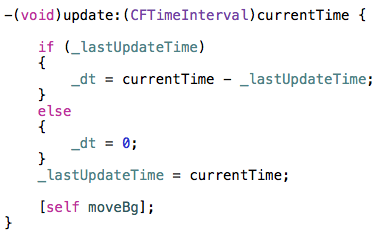 -(void)update:(CFTimeInterval)currentTime {
if (_lastUpdateTime)
{
_dt = currentTime - _lastUpdateTime;
}
else
{
_dt = 0;
}
_lastUpdateTime = currentTime;
[self moveBg];
}